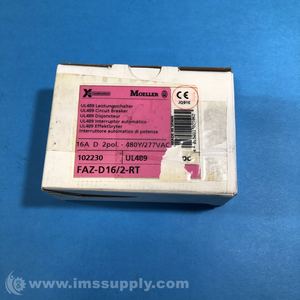 MOELLER
CE
UL489 Leistungsschalter
UL489 Circuit Breaker
UL489 Disjoncteur
UL489 Interruptor automatico
UL489 Effektbryter
Interruttore automatico di potenza
16A D 2pol. - 480Y/277VAC
102230 UL489
FAZ-D16/2-RT
www.imssupply.com